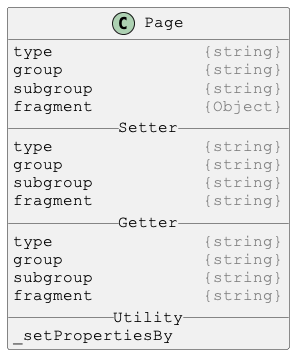 C Page
type {string}
group {string}
subgroup {string}
fragment {Object}
Setter
type {string}
group {string}
subgroup {string}
fragment {string}
Getter
type {string}
group {string}
subgroup {string}
fragment {string}
Utility
_setPropertiesBy